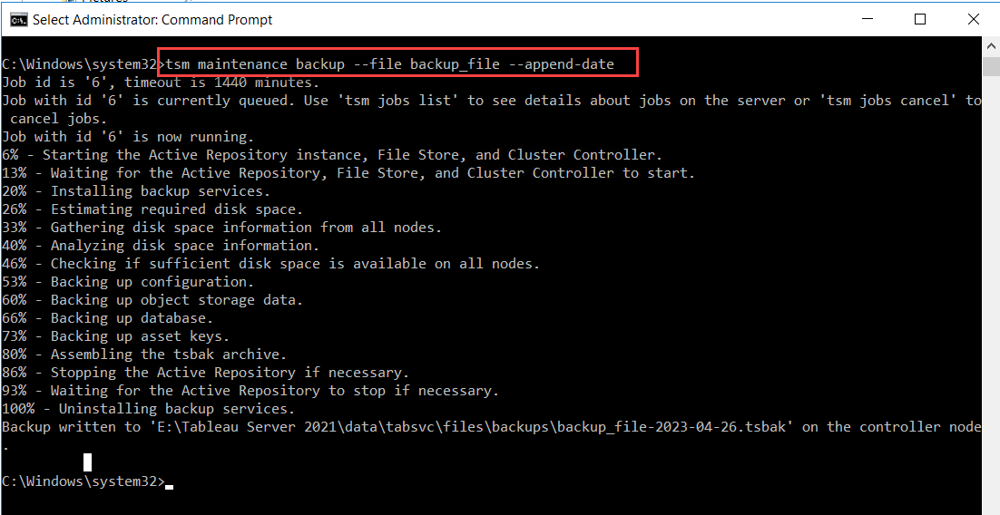 Pictures
Select Administrator: Command Prompt
C:\Windows\system32>tsm maintenance backup --file backup_file --append-date
Job id is '6', timeout is 1440 minutes.
Job with id '6' is currently queued. Use 'tsm jobs list' to see details about jobs on the server or 'tsm jobs cancel' to
 cancel jobs.
Job with id '6' is now running.
6% - Starting the Active Repository instance, File Store, and Cluster Controller.
13% - Waiting for the Active Repository, File Store, and Cluster Controller to start.
20% - Installing backup services.
26% - Estimating required disk space.
33% - Gathering disk space information from all nodes.
40% - Analyzing disk space information.
46% - Checking if sufficient disk space is available on all nodes.
53% - Backing up configuration.
60% - Backing up object storage data.
66% - Backing up database.
73% - Backing up asset keys.
80% - Assembling the tsbak archive.
86% - Stopping the Active Repository if necessary.
93% - Waiting for the Active Repository to stop if necessary.
100% - Uninstalling backup services.
Backup written to 'E:\Tableau Server 2021\data\tabsvc\files\backups\backup_file-2023-04-26.tsbak' on the controller node
.
C:\Windows\system32>